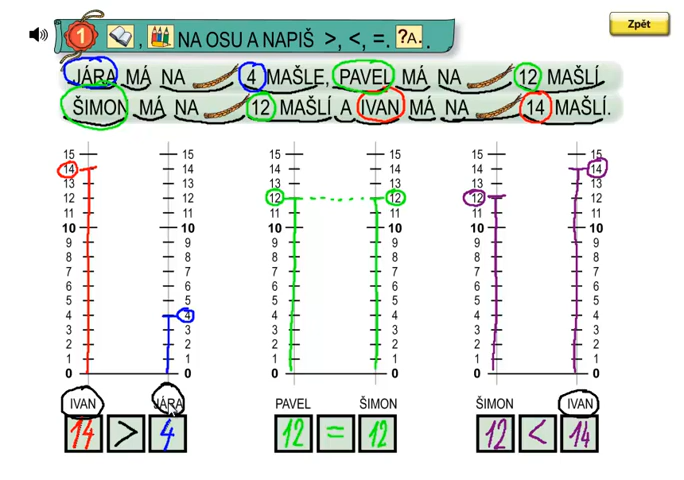 Zpět
1 , NA OSU A NAPIŠ >, <, =. ?A. .
JÁRA MÁ NA 4 MAŠLE, PAVEL MÁ NA 12 MAŠLÍ
ŠIMON MÁ NA 12 MAŠLÍ A IVAN MÁ NA 14 MAŠLÍ.
15 15 15 15 15 15
14 14 14 14 14 14
13 13 13 13 13 13
12 12 12 12 12 12
11 11 11 11 11 11
10 10 10 10 10 10
9 9 9 9 9 9
8 8 8 8 8 8
7 7 7 7 7 7
6 6 6 6 6 6
5 5 5 5 5 5
4 4 4 4 4 4
3 3 3 3 3 3
2 2 2 2 2 2
1 1 1 1 1 1
0 0 0 0 0 0
IVAN JÁRA PAVEL ŠIMON ŠIMON IVAN
14 > 4 12 = 12 12 < 14